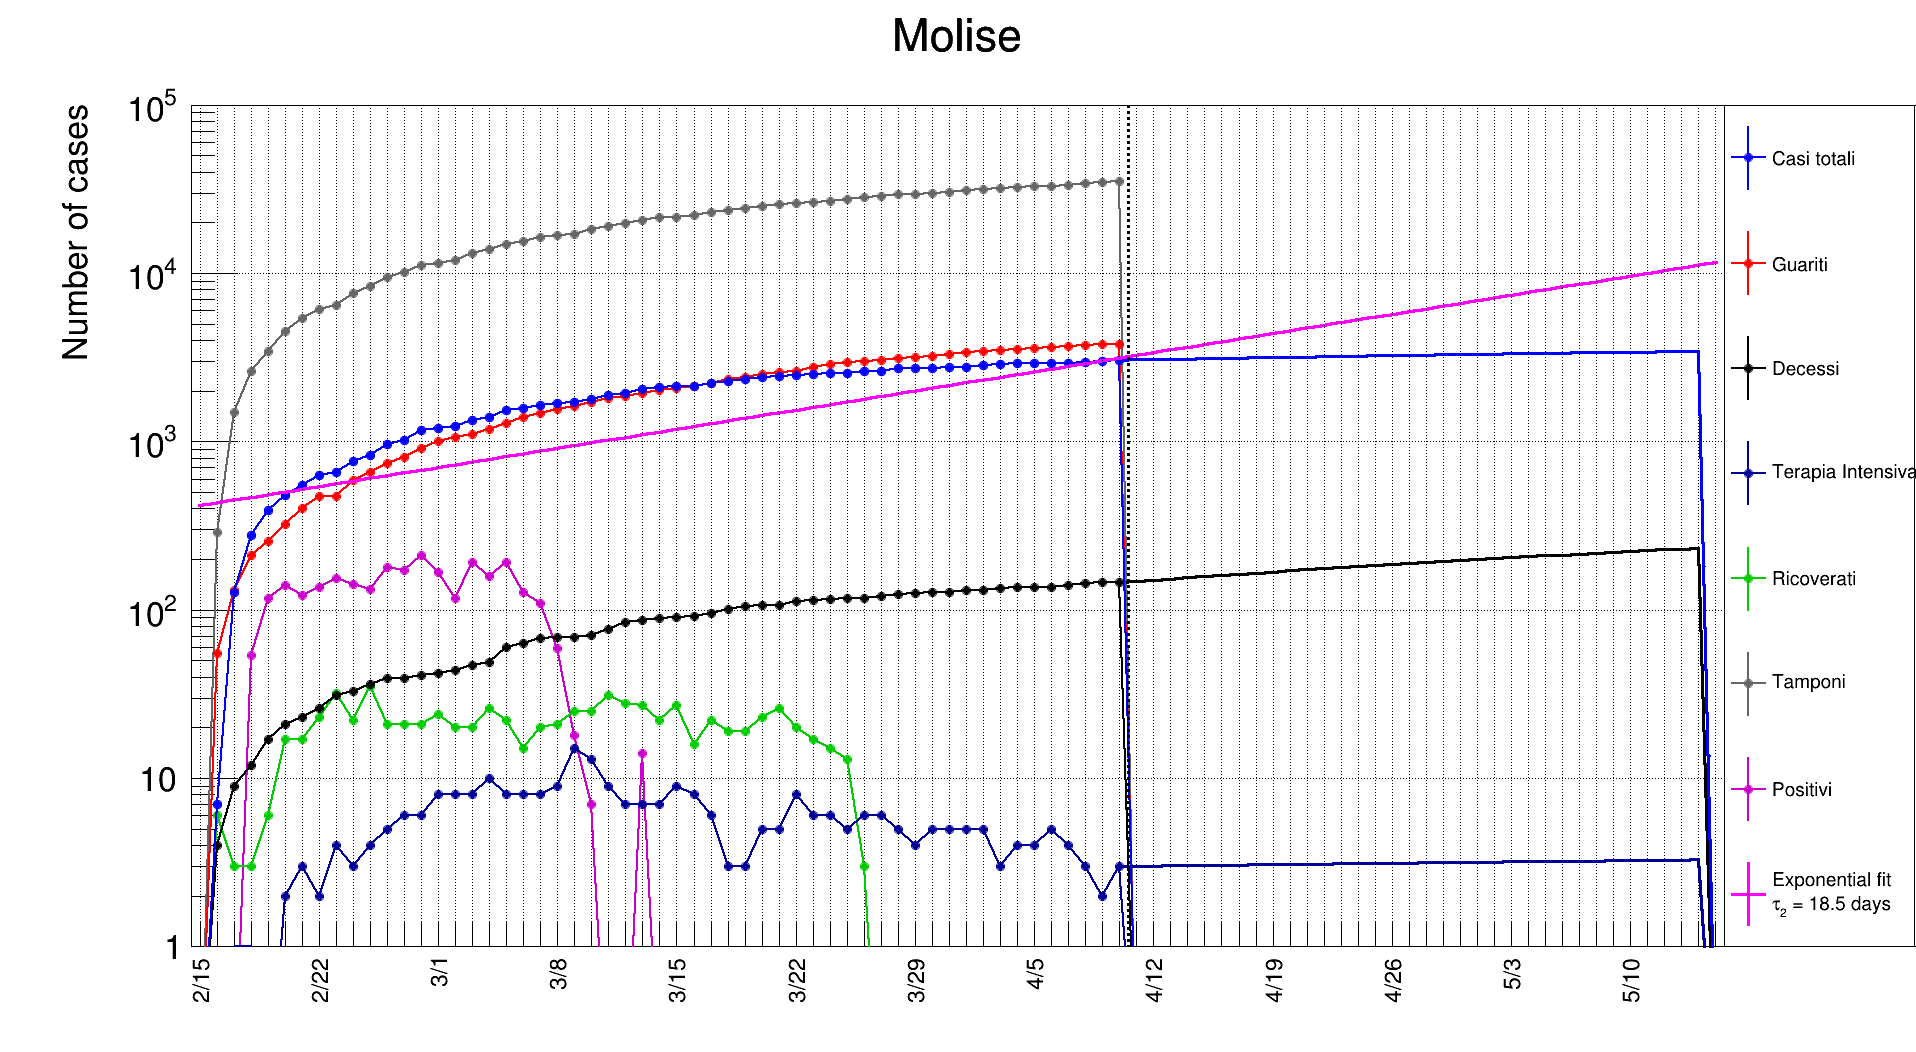 Molise
Number of cases
10^5
10^4
10^3
10^2
10
1
2/15 2/22 3/1 3/8 3/15 3/22 3/29 4/5 4/12 4/19 4/26 5/3 5/10
Casi totali
Guariti
Decessi
Terapia Intensiva
Ricoverati
Tamponi
Positivi
Exponential fit
τ₂ = 18.5 days